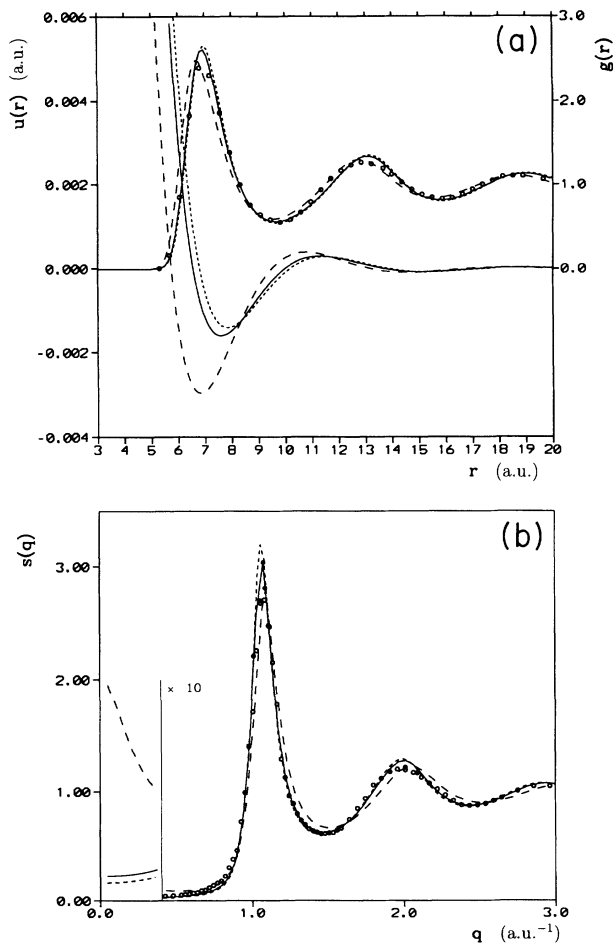 (a)
u(r) (a.u.)
g(r)
0.006
0.004
0.002
0.000
-0.002
-0.004
3.0
2.0
1.0
0.0
3 4 5 6 7 8 9 10 11 12 13 14 15 16 17 18 19 20
r (a.u.)
(b)
s(q)
3.00
2.00
1.00
0.00
× 10
0.0 1.0 2.0 3.0
q (a.u.⁻¹)